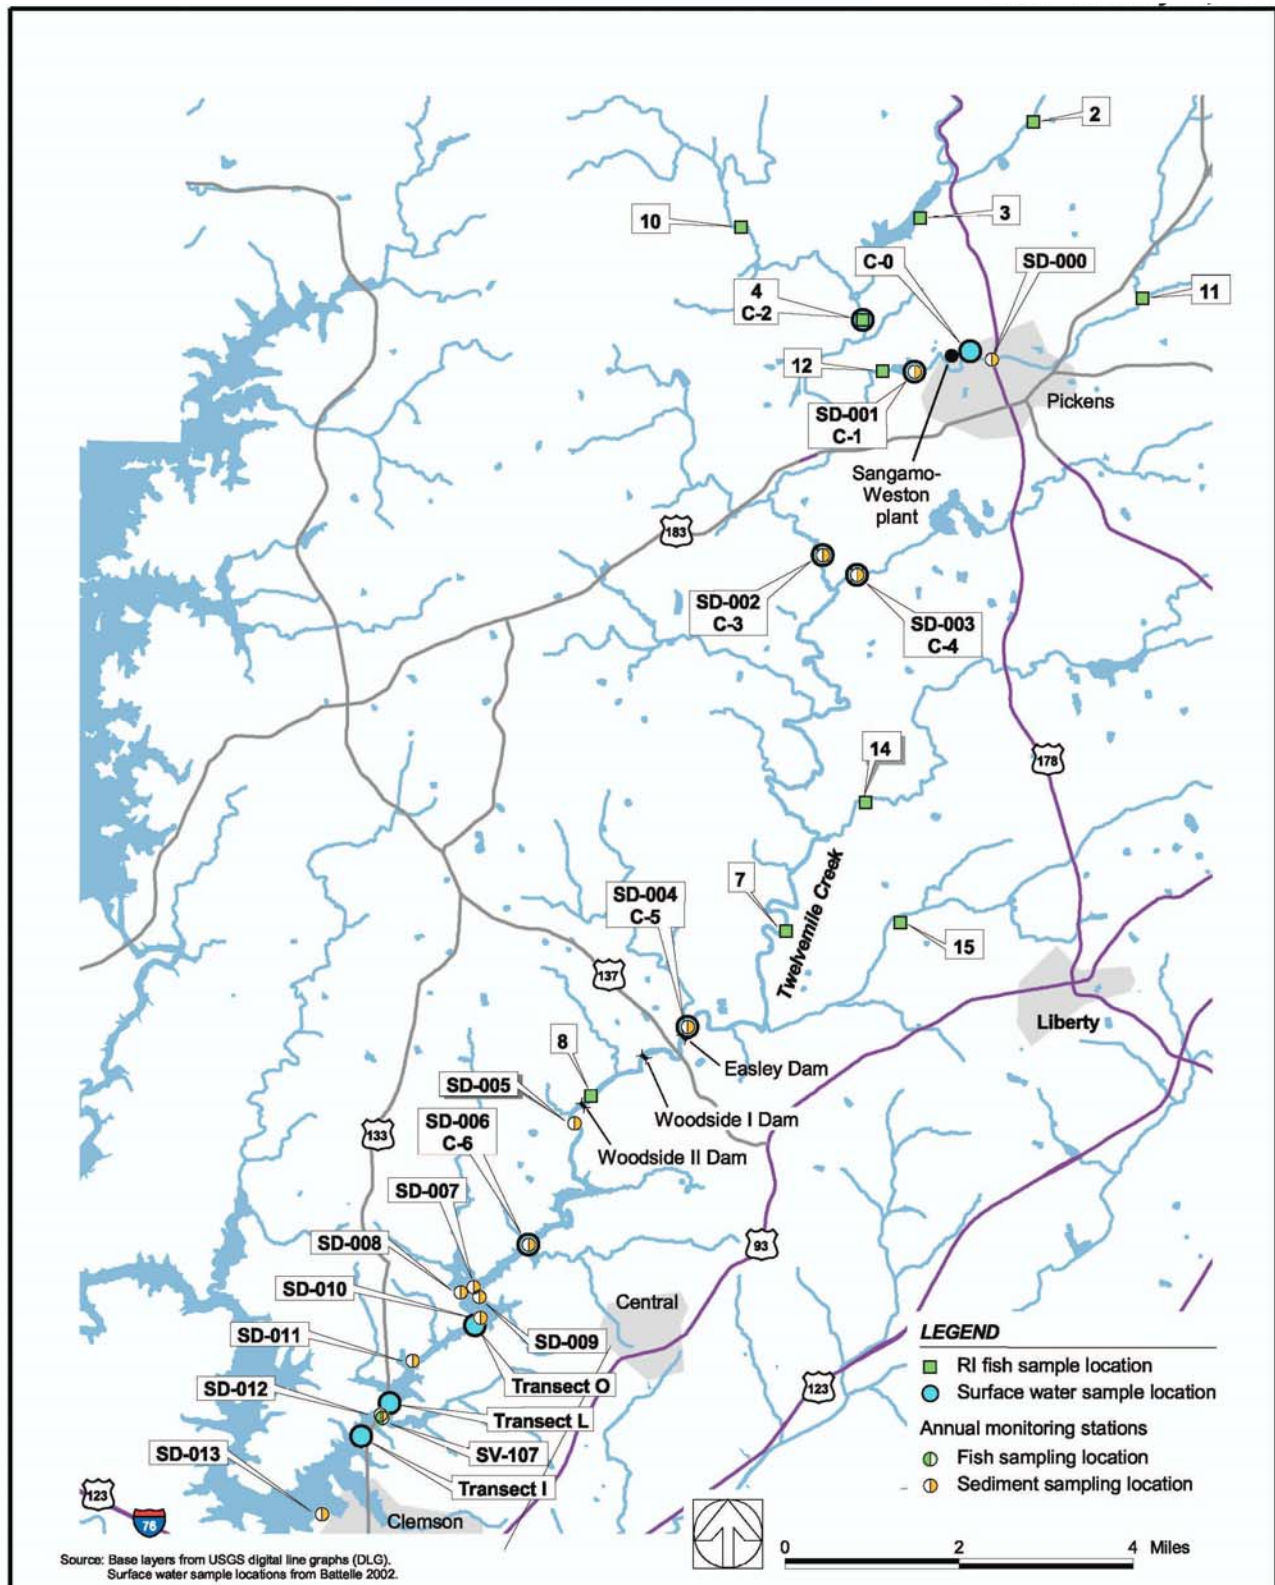 2
3
10
C-0
SD-000
4
C-2
11
12
SD-001
C-1
Pickens
Sangamo-
Weston
plant
183
SD-002
C-3
SD-003
C-4
14
178
7
SD-004
C-5
Twelvemile Creek
15
137
Liberty
8
Easley Dam
SD-005
Woodside I Dam
SD-006
C-6
133
Woodside II Dam
SD-007
SD-008
93
SD-010
Central
SD-011
SD-009
LEGEND
RI fish sample location
Surface water sample location
Annual monitoring stations
Fish sampling location
Sediment sampling location
SD-012
Transect O
123
Transect L
SD-013
SV-107
Transect I
123
76
Clemson
0 2 4 Miles
Source: Base layers from USGS digital line graphs (DLG).
Surface water sample locations from Battelle 2002.